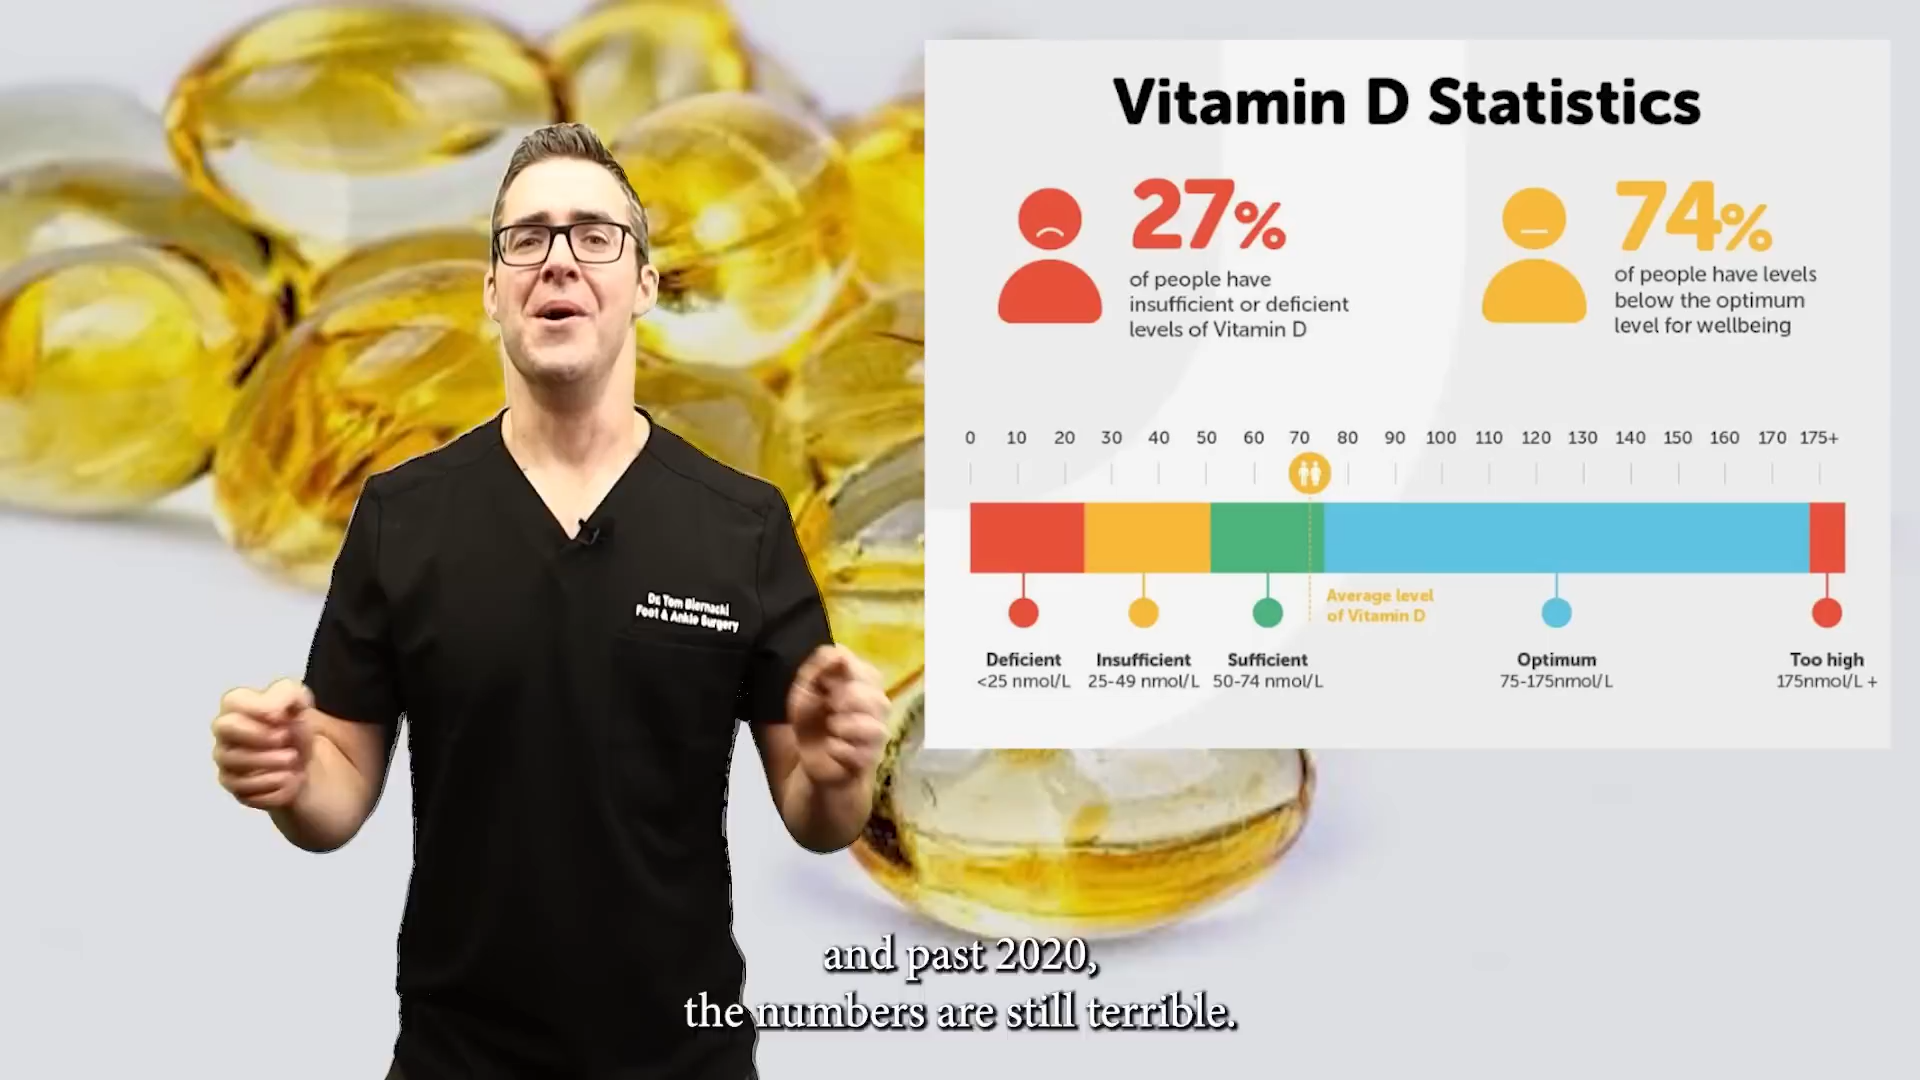 Vitamin D Statistics
27%
of people have
insufficient or deficient
levels of Vitamin D
74%
of people have levels
below the optimum
level for wellbeing
0 10 20 30 40 50 60 70 80 90 100 110 120 130 140 150 160 170 175+
Average level
of Vitamin D
Deficient
<25 nmol/L
Insufficient
25-49 nmol/L
Sufficient
50-74 nmol/L
Optimum
75-175nmol/L
Too high
175nmol/L +
Dr. Tom Biernacki
Foot & Ankle Surgery
and past 2020,
the numbers are still terrible.